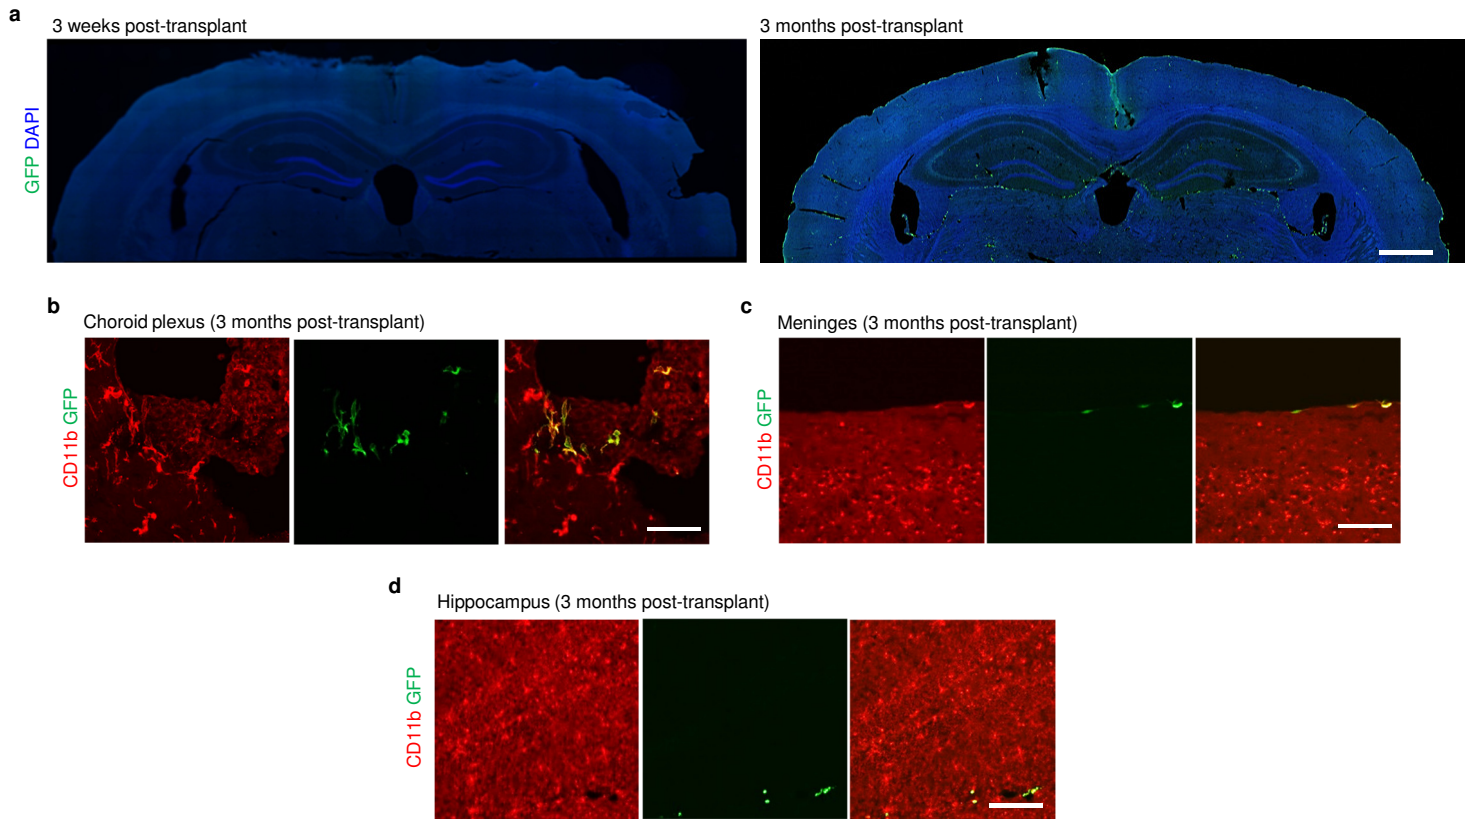 a
3 weeks post-transplant
3 months post-transplant
GFP DAPI
b
Choroid plexus (3 months post-transplant)
CD11b GFP
c
Meninges (3 months post-transplant)
CD11b GFP
d
Hippocampus (3 months post-transplant)
CD11b GFP